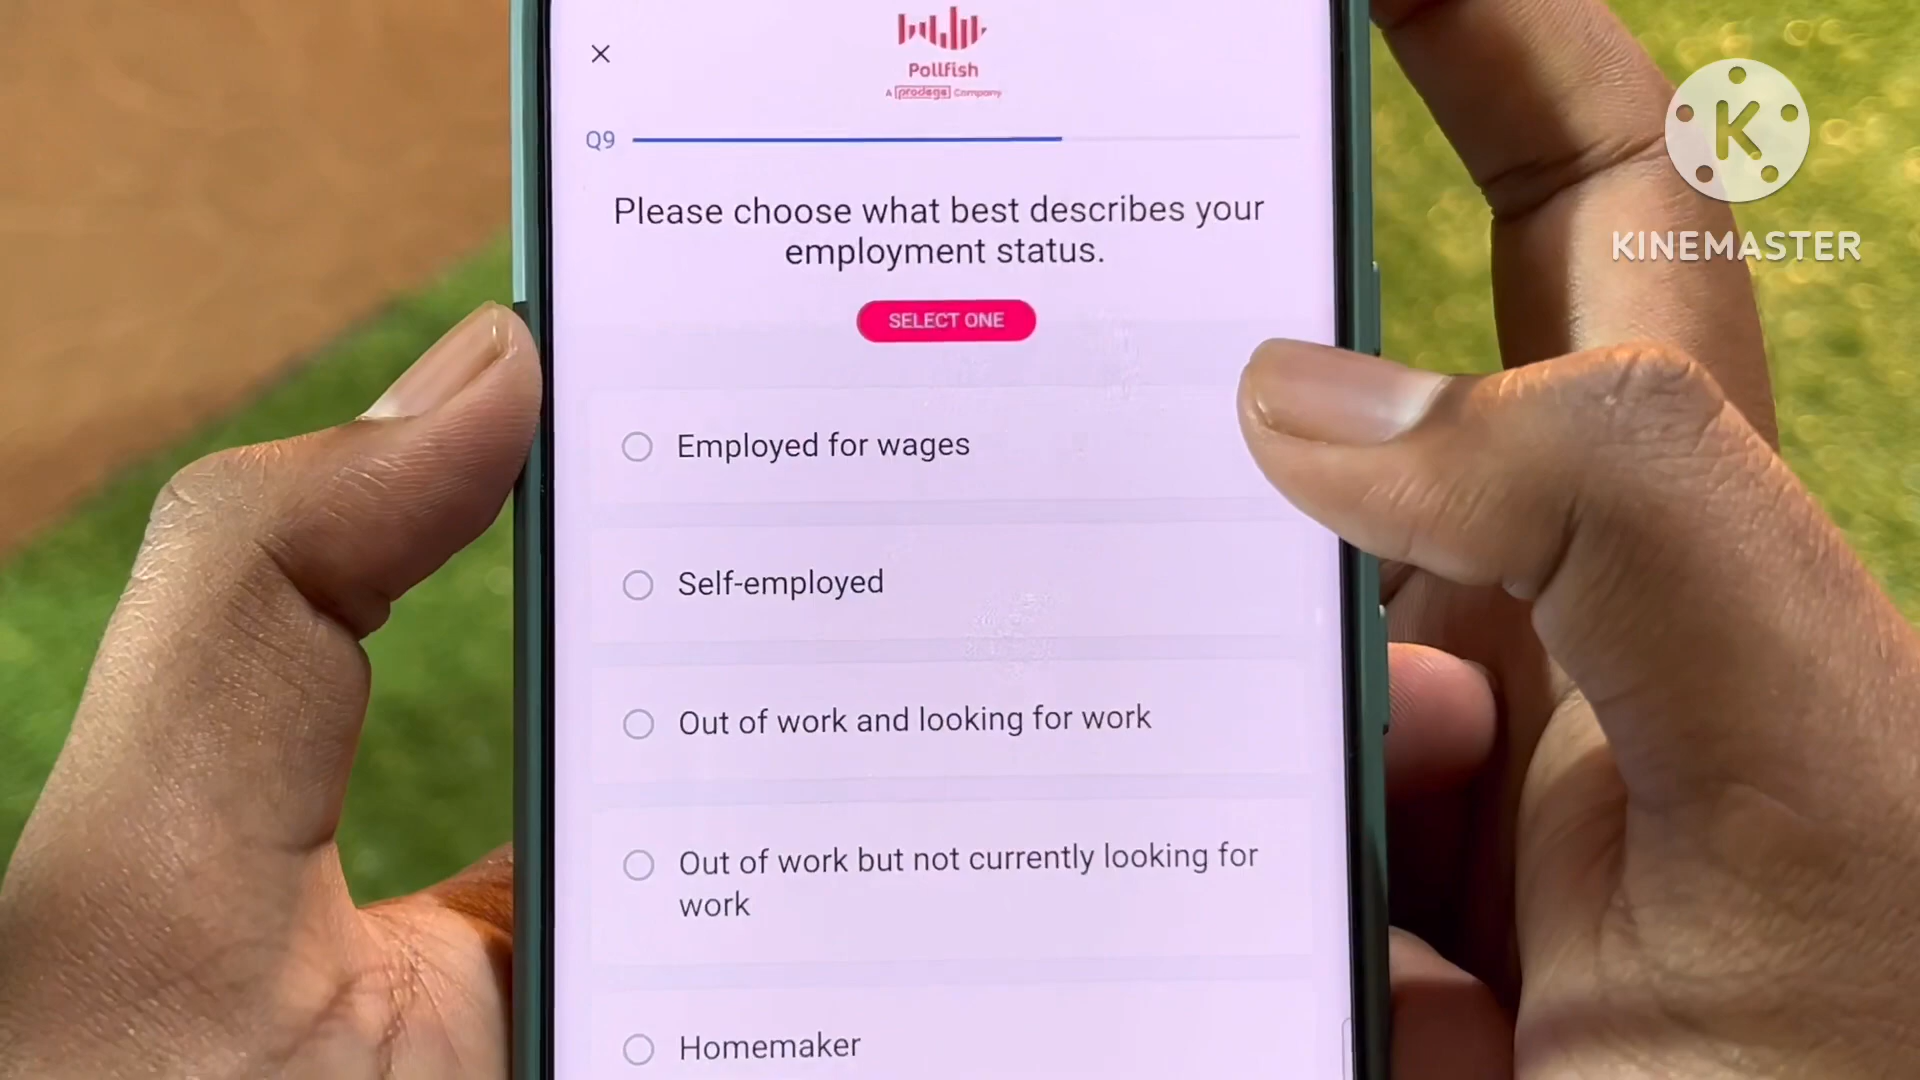 Pollfish
A prodege Company
Q9
Please choose what best describes your
employment status.
SELECT ONE
Employed for wages
Self-employed
Out of work and looking for work
Out of work but not currently looking for
work
Homemaker
K
KINEMASTER